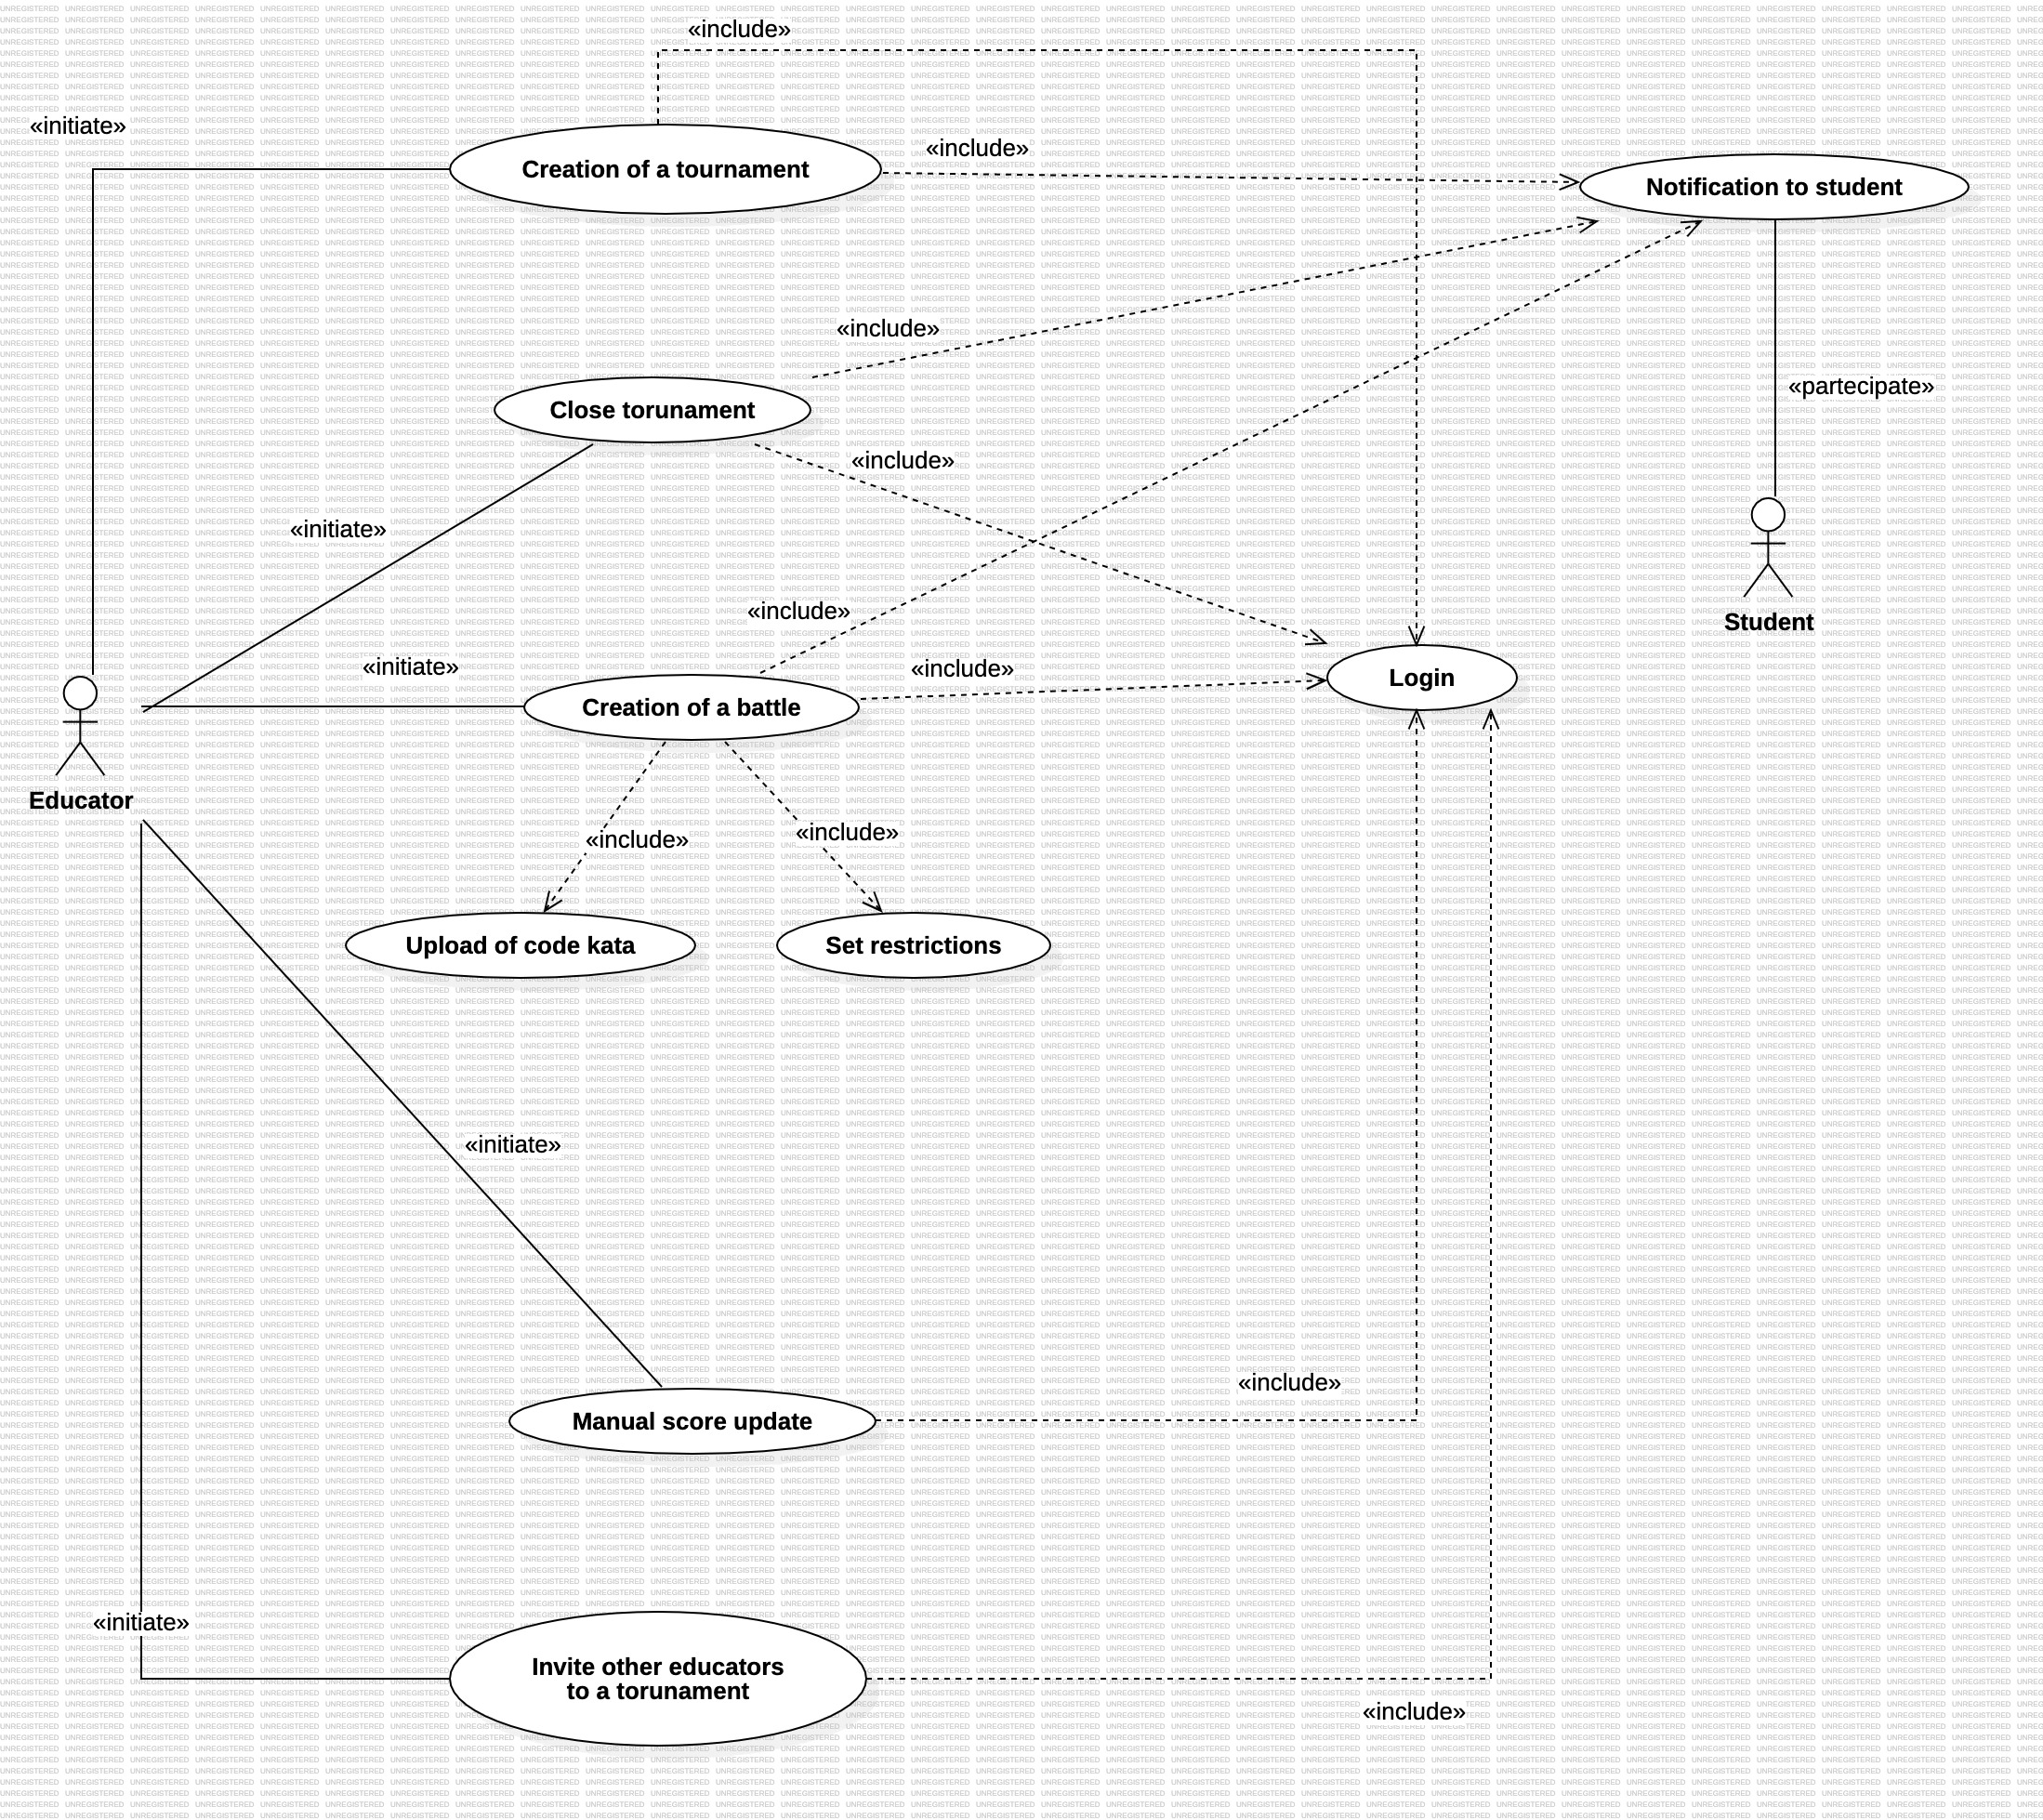 «include»
«initiate»
«include»
Creation of a tournament
Notification to student
«include»
«partecipate»
Close torunament
«include»
«initiate»
«include»
Student
«initiate»
«include»
Login
Creation of a battle
Educator
«include»
«include»
Upload of code kata
Set restrictions
«initiate»
«include»
Manual score update
«initiate»
Invite other educators
to a torunament
«include»
UNREGISTERED